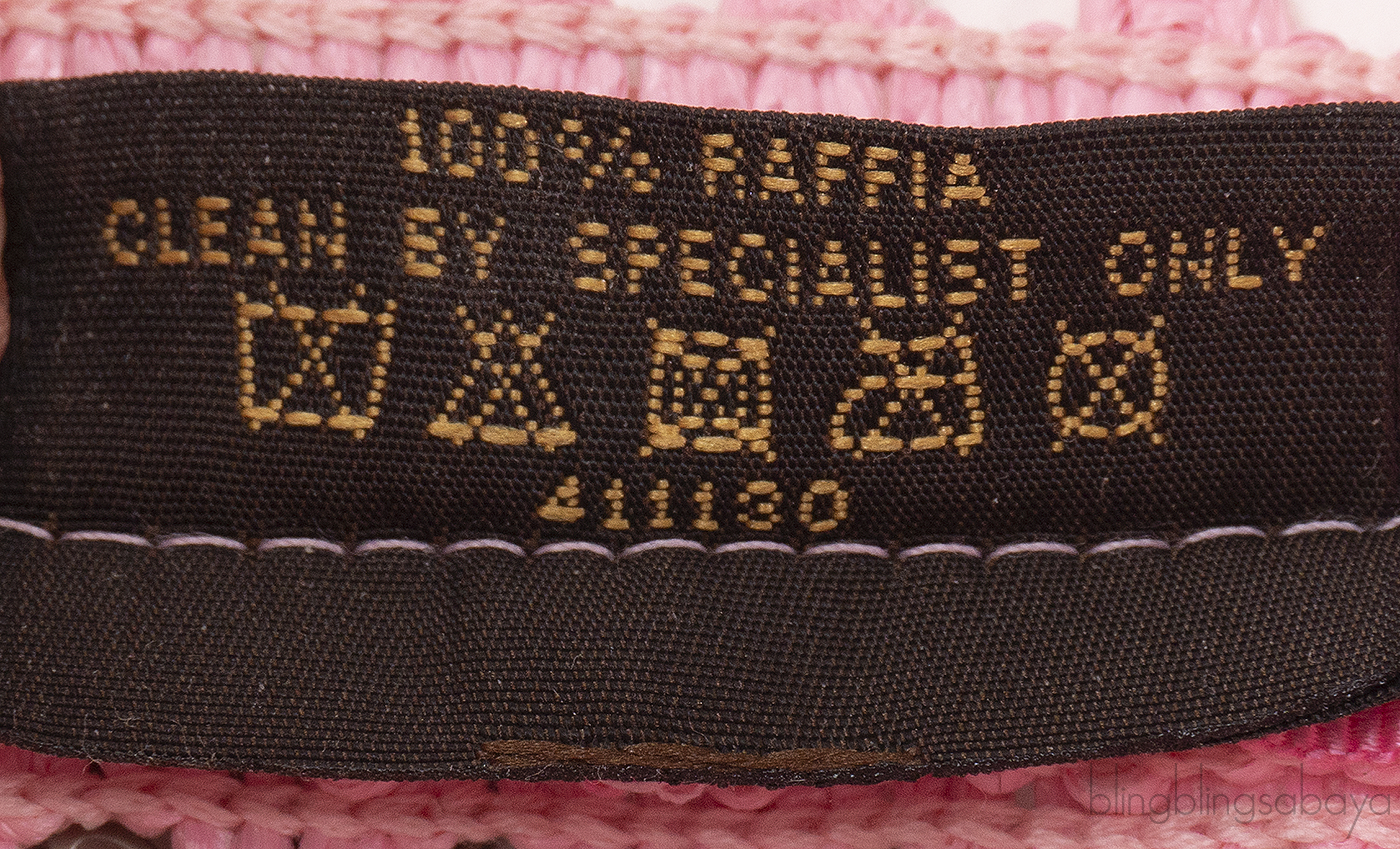 100% RAFFIA
CLEAN BY SPECIALIST ONLY
411130
blingblingsabaya